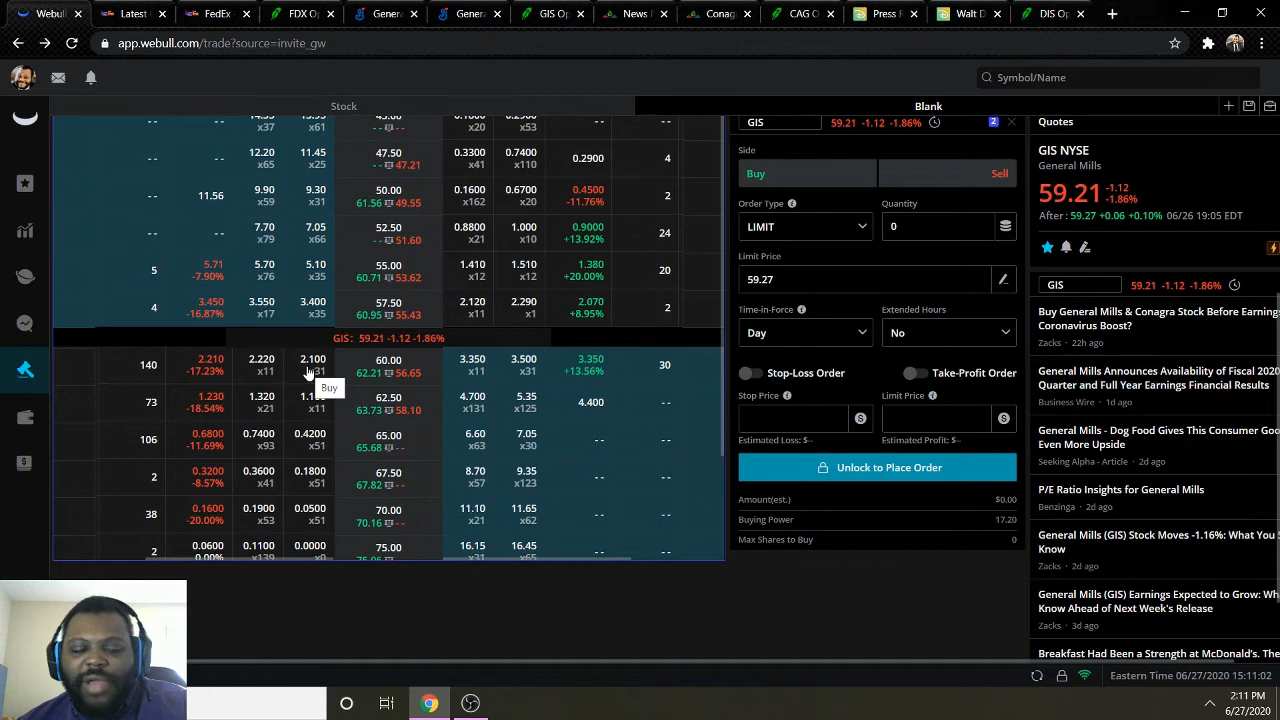 Webull
Latest
FedEx
FDX Op
Genera
Genera
GIS Op
News F
Conag
CAG O
Press F
Walt D
DIS Op
app.webull.com/trade?source=invite_gw
Symbol/Name
Stock
Blank
x37 x61 -- -- x20 x53
-- -- 12.20 11.45 47.50 0.3300 0.7400 0.2900 4
x65 x25 -- 47.21 x41 x110
-- 11.56 9.90 9.30 50.00 0.1600 0.6700 0.4500 2
x59 x31 61.56 49.55 x162 x20 -11.76%
-- -- 7.70 7.05 52.50 0.8800 1.000 0.9000 24
x79 x66 -- 51.60 x21 x10 +13.92%
5 5.71 5.70 5.10 55.00 1.410 1.510 1.380 20
-7.90% x76 x35 60.71 53.62 x12 x12 +20.00%
4 3.450 3.550 3.400 57.50 2.120 2.290 2.070 2
-16.87% x17 x35 60.95 55.43 x11 x1 +8.95%
GIS: 59.21 -1.12 -1.86%
140 2.210 2.220 2.100 60.00 3.350 3.500 3.350 30
-17.23% x11 x31 62.21 56.65 x11 x31 +13.56%
Buy
73 1.230 1.320 62.50 4.700 5.35 4.400 --
-18.54% x21 x11 63.73 58.10 x131 x125
106 0.6800 0.7400 0.4200 65.00 6.60 7.05 -- --
-11.69% x93 x51 65.68 -- x63 x30
2 0.3200 0.3600 0.1800 67.50 8.70 9.35 -- --
-8.57% x41 x51 67.82 -- x57 x123
38 0.1600 0.1900 0.0500 70.00 11.10 11.65 -- --
-20.00% x53 x51 70.16 -- x21 x62
2 0.0600 0.1100 0.0000 75.00 16.15 16.45 -- --
GIS 59.21 -1.12 -1.86% 2
Side
Buy Sell
Order Type Quantity
LIMIT 0
Limit Price
59.27
Time-in-Force Extended Hours
Day No
Stop-Loss Order Take-Profit Order
Stop Price Limit Price
Estimated Loss: $-- Estimated Profit: $--
Unlock to Place Order
Amount(est.) $0.00
Buying Power 17.20
Max Shares to Buy 0
Quotes
GIS NYSE
General Mills
59.21 -1.12
-1.86%
After : 59.27 +0.06 +0.10% 06/26 19:05 EDT
GIS 59.21 -1.12 -1.86%
Buy General Mills & Conagra Stock Before Earning
Coronavirus Boost?
Zacks 22h ago
General Mills Announces Availability of Fiscal 2020
Quarter and Full Year Earnings Financial Results
Business Wire 1d ago
General Mills - Dog Food Gives This Consumer Goo
Even More Upside
Seeking Alpha - Article 2d ago
P/E Ratio Insights for General Mills
Benzinga 2d ago
General Mills (GIS) Stock Moves -1.16%: What You S
Know
Zacks 2d ago
General Mills (GIS) Earnings Expected to Grow: Wh
Know Ahead of Next Week's Release
Zacks 3d ago
Breakfast Had Been a Strength at McDonald's. The
Eastern Time 06/27/2020 15:11:02
2:11 PM
6/27/2020